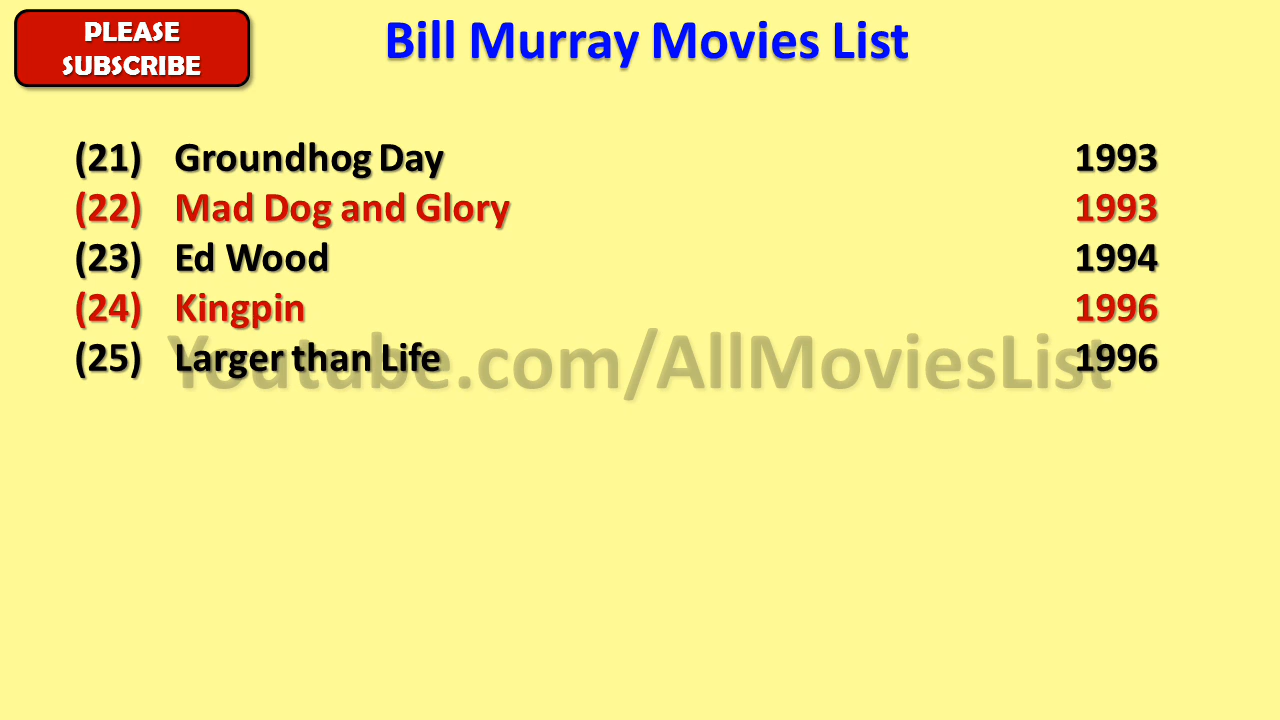 PLEASE
SUBSCRIBE
Bill Murray Movies List
(21) Groundhog Day 1993
(22) Mad Dog and Glory 1993
(23) Ed Wood 1994
(24) Kingpin 1996
(25) Larger than Life 1996
Youtube.com/AllMoviesList